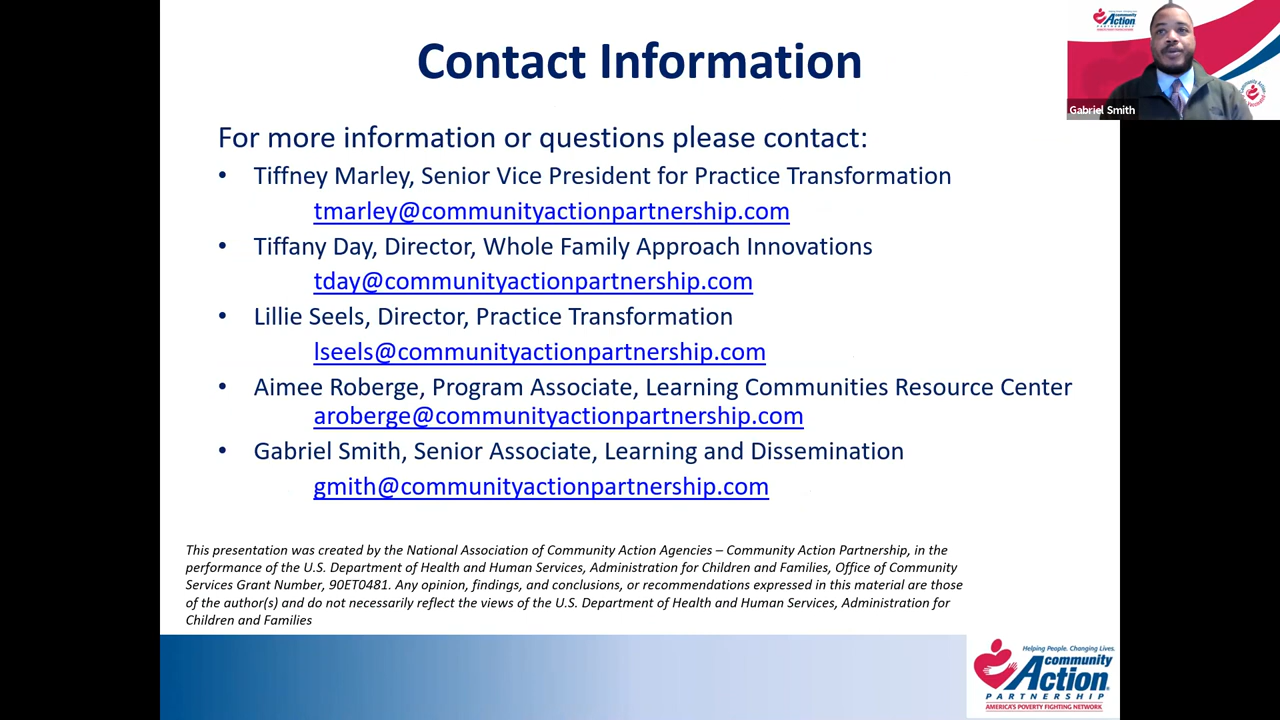 Contact Information
For more information or questions please contact:
• Tiffney Marley, Senior Vice President for Practice Transformation
tmarley@communityactionpartnership.com
• Tiffany Day, Director, Whole Family Approach Innovations
tday@communityactionpartnership.com
• Lillie Seels, Director, Practice Transformation
lseels@communityactionpartnership.com
• Aimee Roberge, Program Associate, Learning Communities Resource Center
aroberge@communityactionpartnership.com
• Gabriel Smith, Senior Associate, Learning and Dissemination
gmith@communityactionpartnership.com
This presentation was created by the National Association of Community Action Agencies – Community Action Partnership, in the
performance of the U.S. Department of Health and Human Services, Administration for Children and Families, Office of Community
Services Grant Number, 90ET0481. Any opinion, findings, and conclusions, or recommendations expressed in this material are those
of the author(s) and do not necessarily reflect the views of the U.S. Department of Health and Human Services, Administration for
Children and Families
Helping People. Changing Lives.
community
Action
PARTNERSHIP
AMERICA'S POVERTY FIGHTING NETWORK
community
Action
PARTNERSHIP
Gabriel Smith